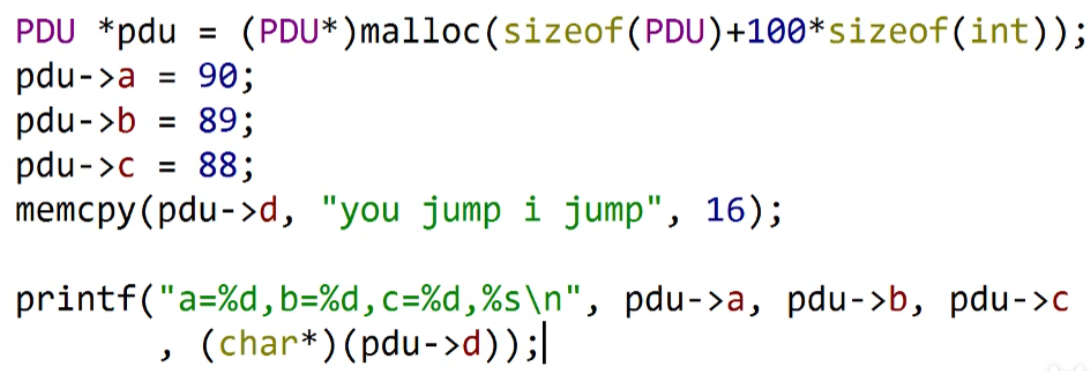 PDU *pdu = (PDU*)malloc(sizeof(PDU)+100*sizeof(int));
pdu->a = 90;
pdu->b = 89;
pdu->c = 88;
memcpy(pdu->d, "you jump i jump", 16);
printf("a=%d,b=%d,c=%d,%s\n", pdu->a, pdu->b, pdu->c
, (char*)(pdu->d));